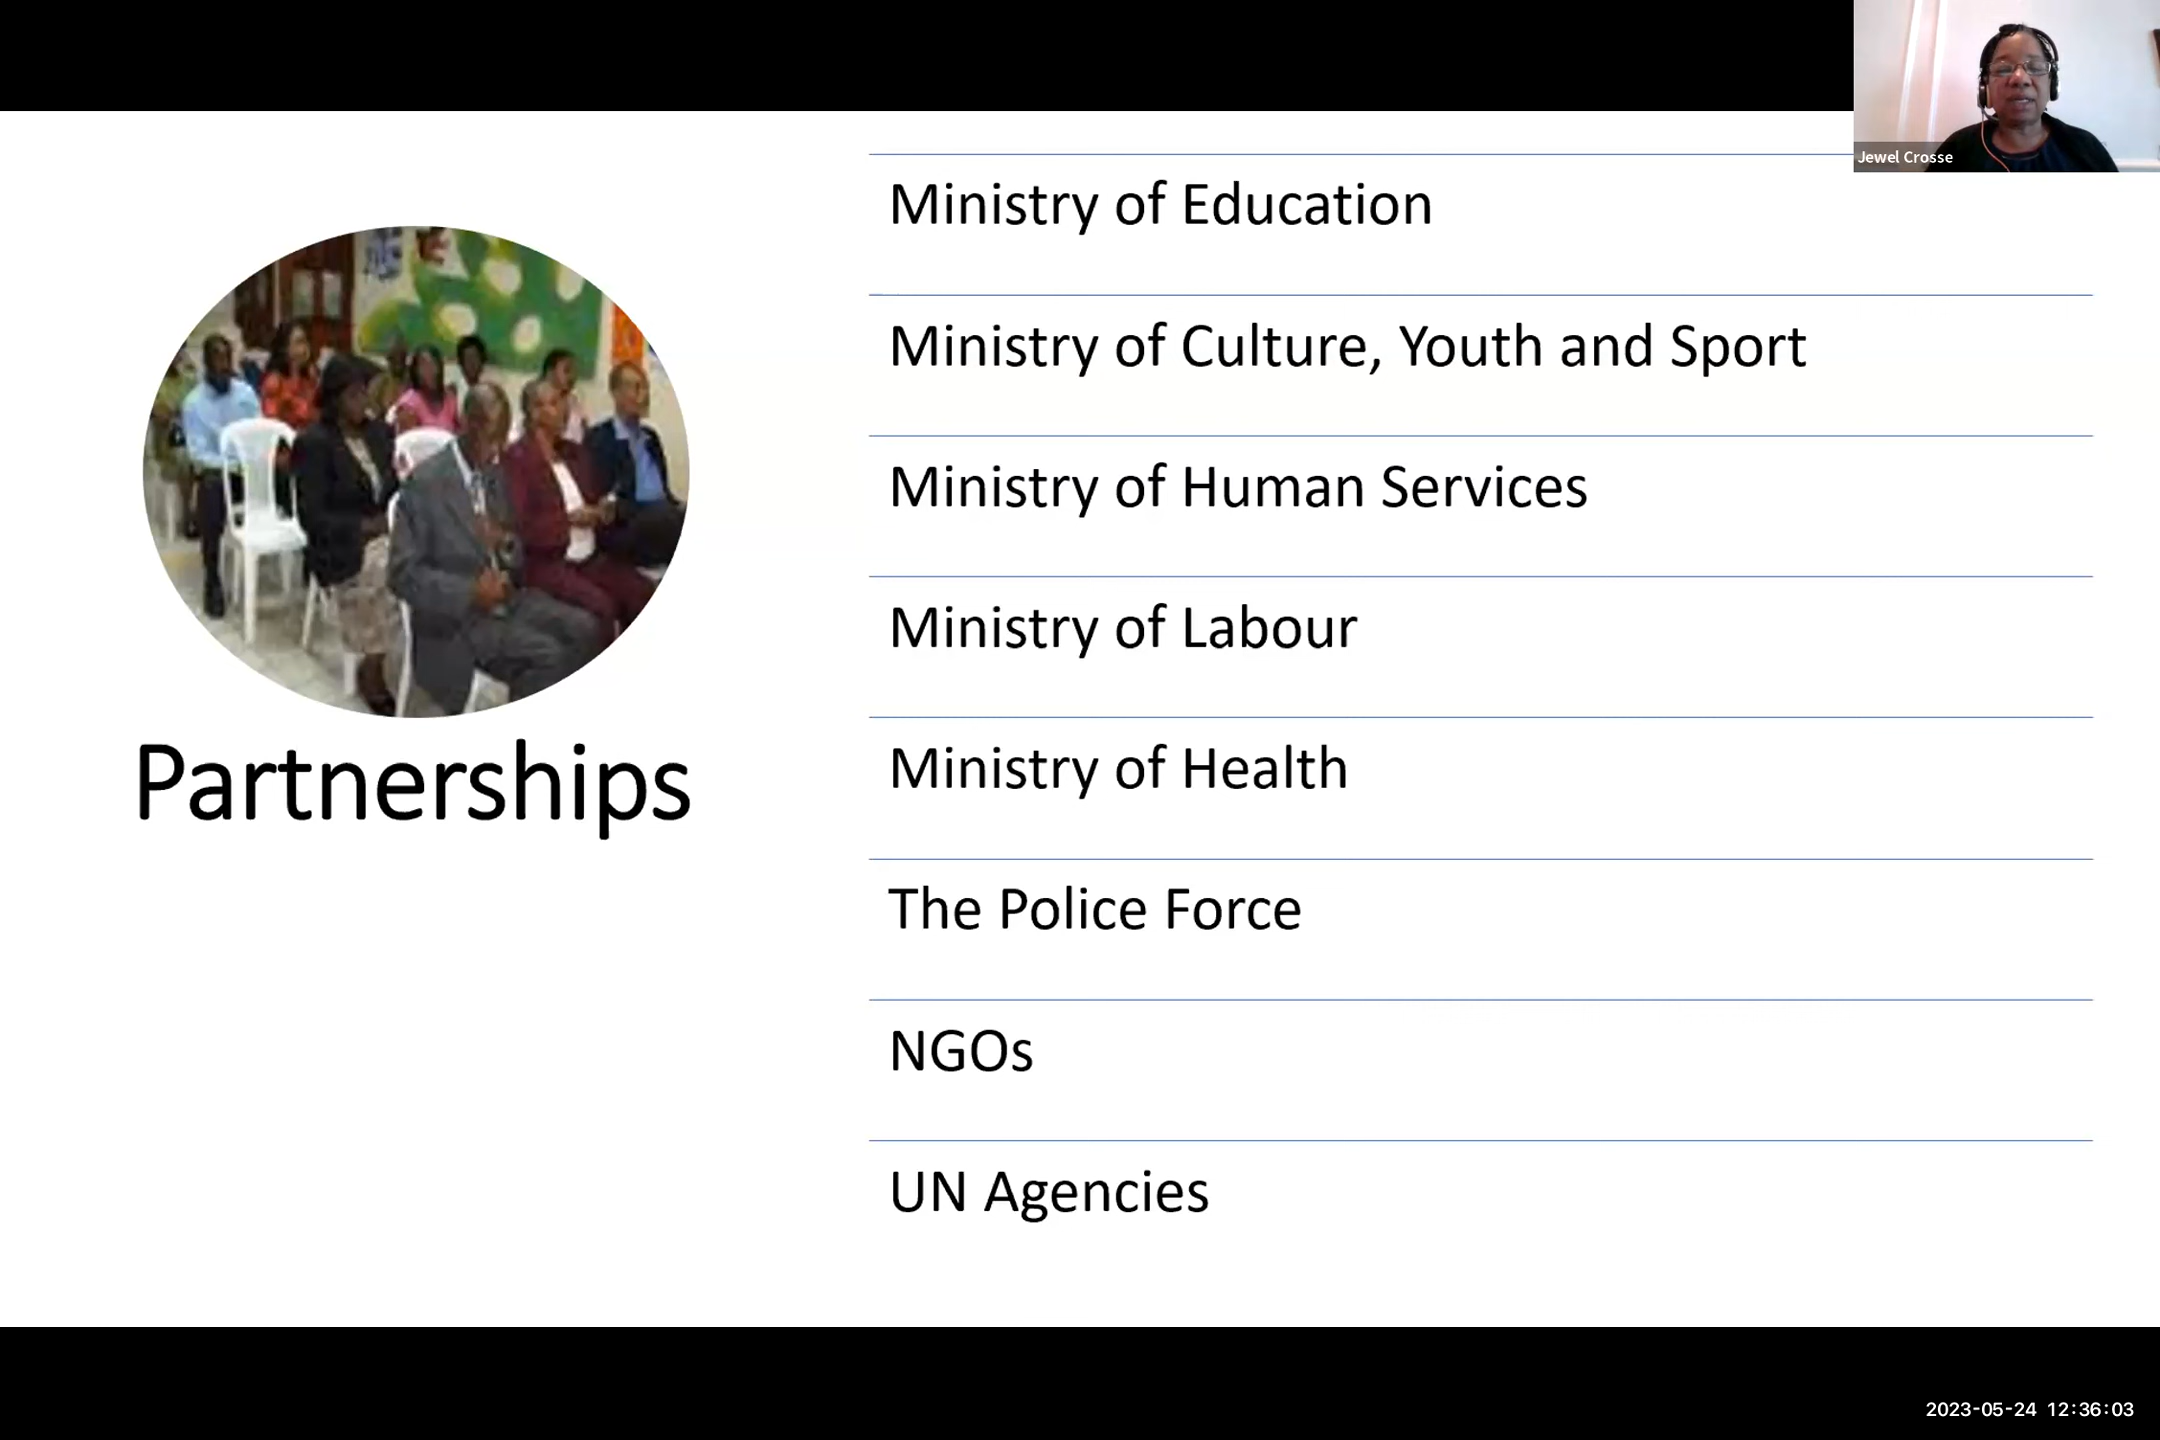 Jewel Crosse
Partnerships
Ministry of Education
Ministry of Culture, Youth and Sport
Ministry of Human Services
Ministry of Labour
Ministry of Health
The Police Force
NGOs
UN Agencies
2023-05-24 12:36:03